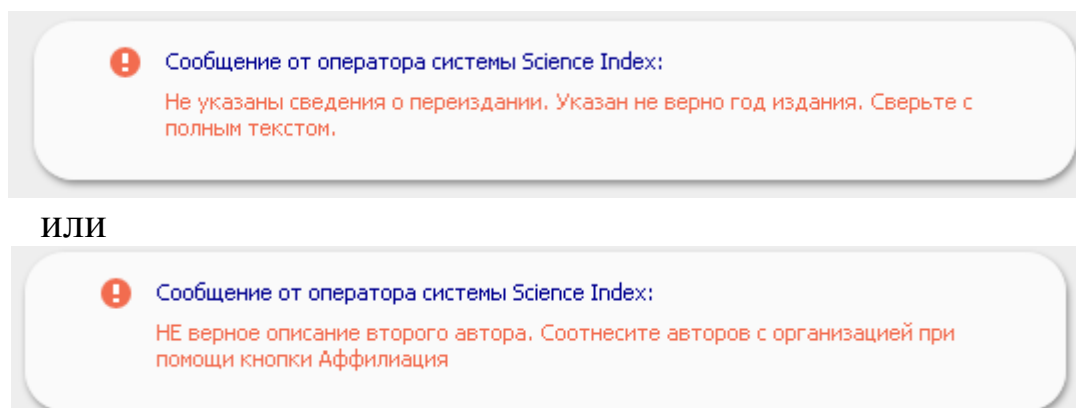 Сообщение от оператора системы Science Index:
Не указаны сведения о переиздании. Указан не верно год издания. Сверьте с
полным текстом.
или
Сообщение от оператора системы Science Index:
НЕ верное описание второго автора. Соотнесите авторов с организацией при
помощи кнопки Аффилиация